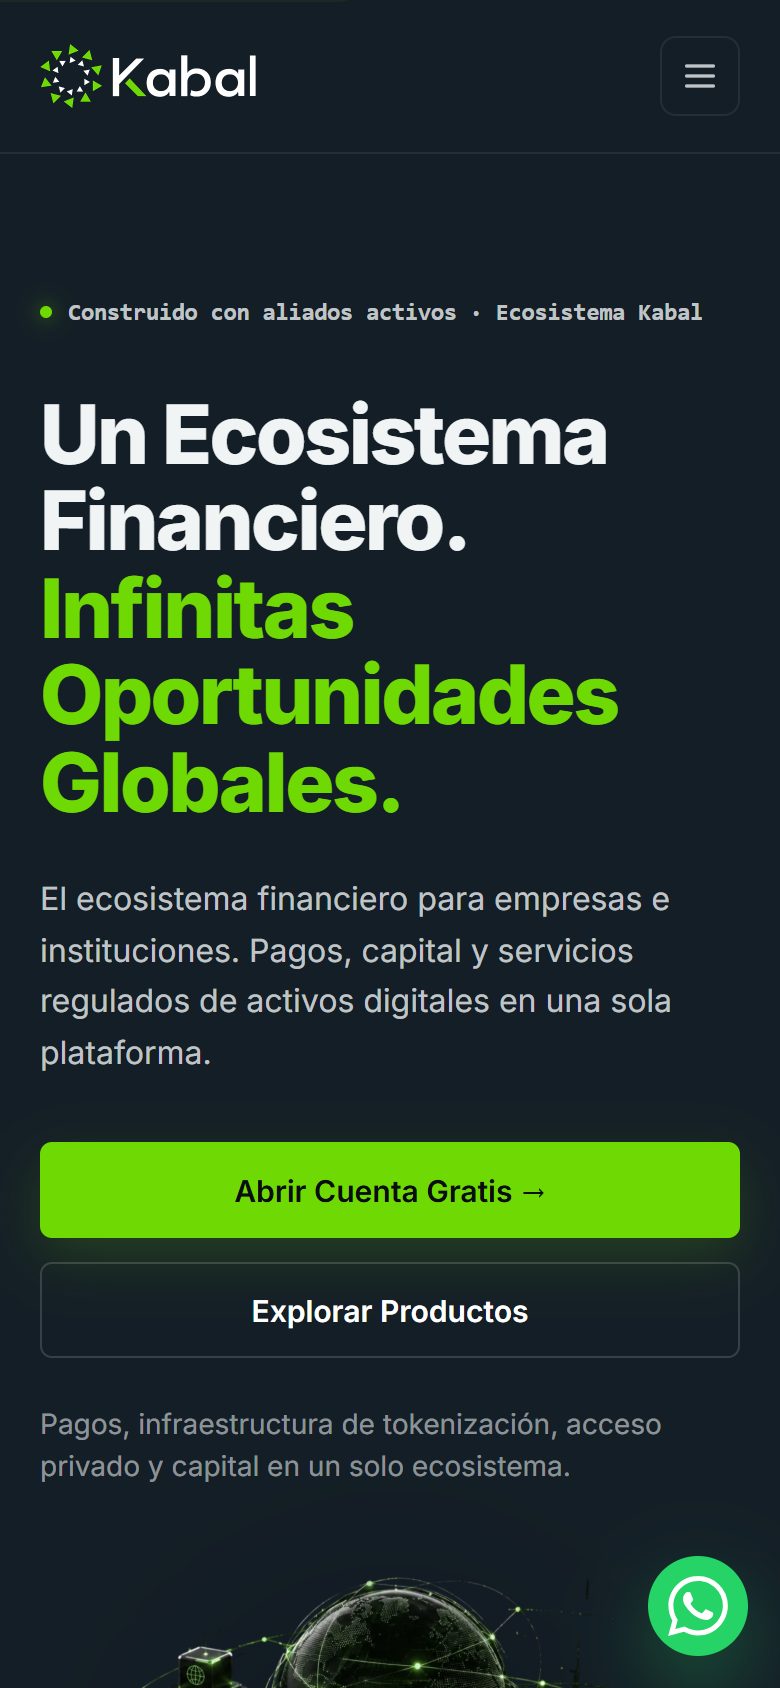 Kabal
Construido con aliados activos · Ecosistema Kabal
Un Ecosistema
Financiero.
Infinitas
Oportunidades
Globales.
El ecosistema financiero para empresas e
instituciones. Pagos, capital y servicios
regulados de activos digitales en una sola
plataforma.
Abrir Cuenta Gratis →
Explorar Productos
Pagos, infraestructura de tokenización, acceso
privado y capital en un solo ecosistema.